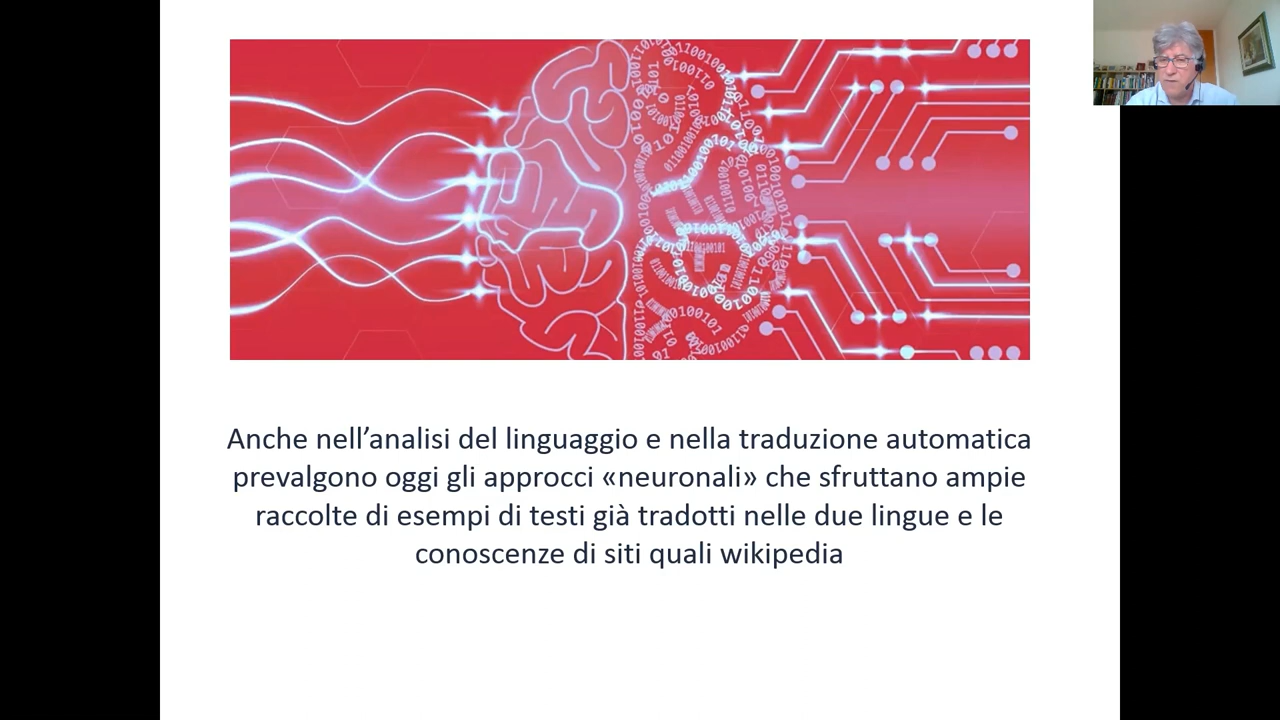 Anche nell’analisi del linguaggio e nella traduzione automatica
prevalgono oggi gli approcci «neuronali» che sfruttano ampie
raccolte di esempi di testi già tradotti nelle due lingue e le
conoscenze di siti quali wikipedia